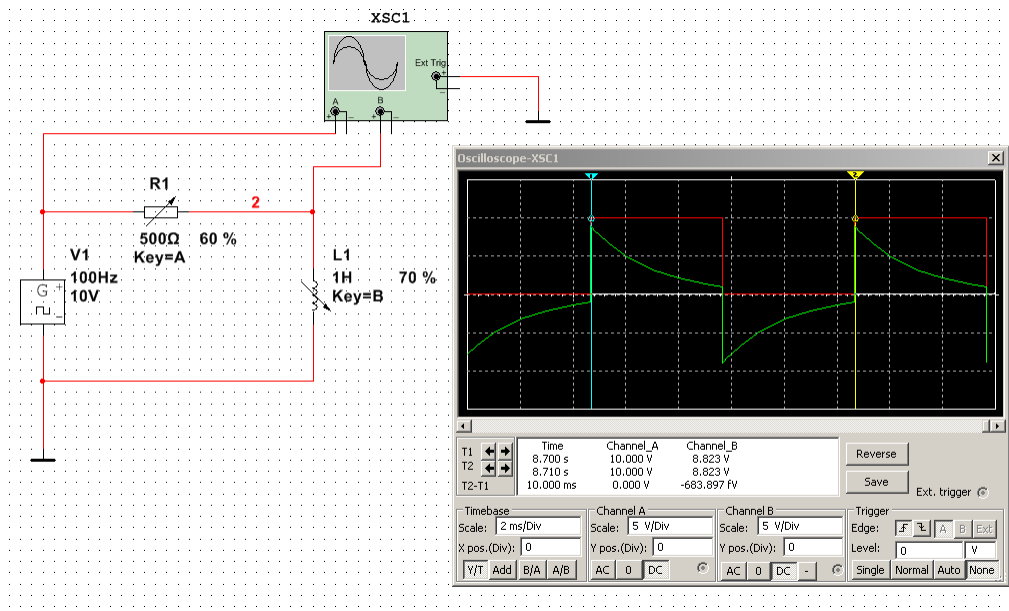 XSC1
Ext Trig
+
−
A
B
+ − + −
R1
2
500Ω 60 %
Key=A
V1
100Hz
10V
G +
−
L1
1H 70 %
Key=B
Oscilloscope-XSC1
1
2
T1
T2
T2-T1
Time Channel_A Channel_B
8.700 s 10.000 V 8.823 V
8.710 s 10.000 V 8.823 V
10.000 ms 0.000 V -683.897 fV
Reverse
Save
Ext. trigger
Timebase
Scale: 2 ms/Div
X pos.(Div): 0
Y/T Add B/A A/B
Channel A
Scale: 5 V/Div
Y pos.(Div): 0
AC 0 DC
Channel B
Scale: 5 V/Div
Y pos.(Div): 0
AC 0 DC -
Trigger
Edge: A B Ext
Level: 0 V
Single Normal Auto None